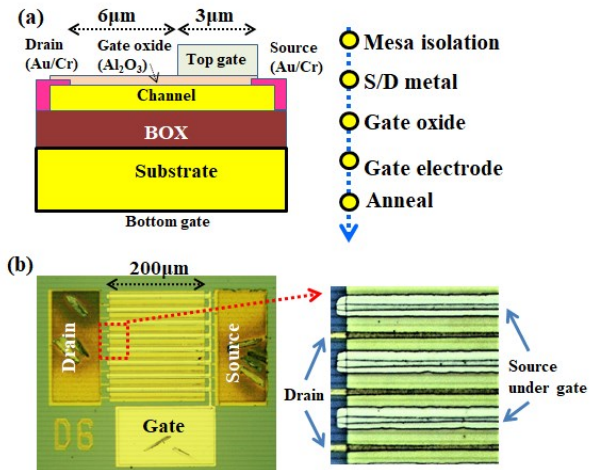 (a)
6μm
3μm
Drain
(Au/Cr)
Gate oxide
(Al₂O₃)
Top gate
Source
(Au/Cr)
Channel
BOX
Substrate
Bottom gate
Mesa isolation
S/D metal
Gate oxide
Gate electrode
Anneal
(b)
200μm
Drain
Source
Gate
D6
Drain
Source
under gate